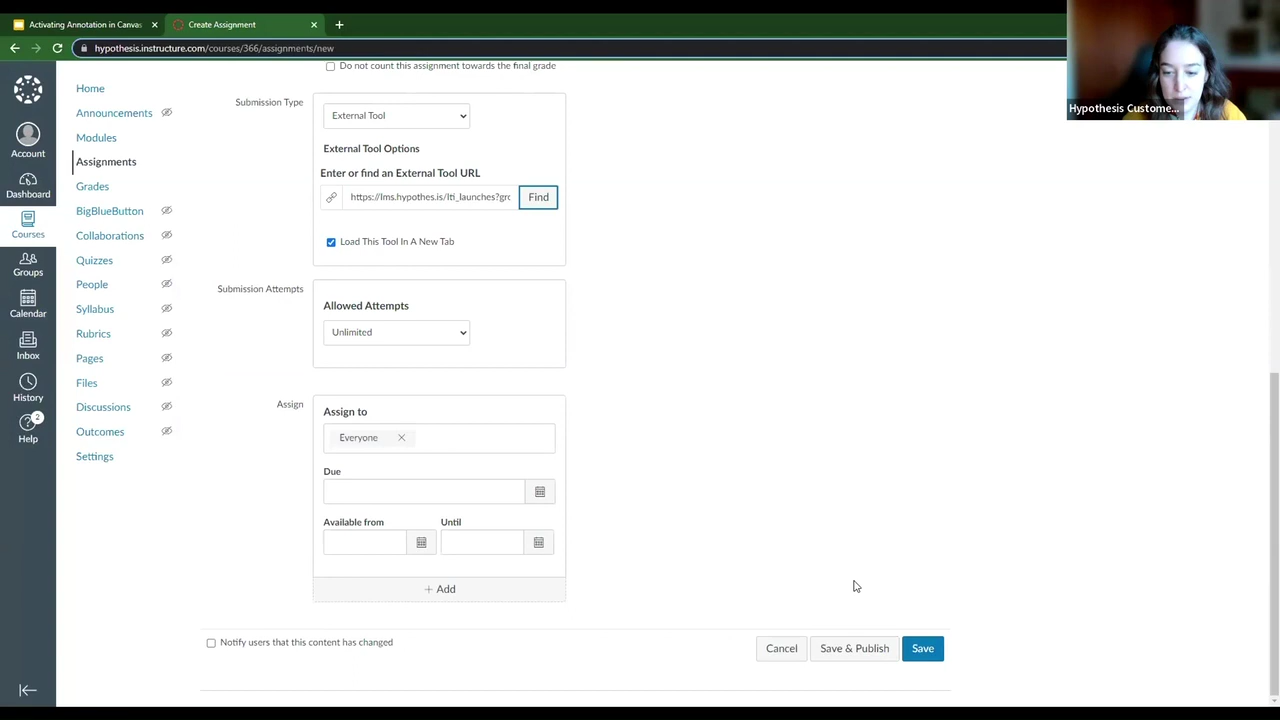 Activating Annotation in Canvas
Create Assignment
hypothesis.instructure.com/courses/366/assignments/new
Hypothesis Custome...
Account
Dashboard
Courses
Groups
Calendar
Inbox
History
2
Help
Home
Announcements
Modules
Assignments
Grades
BigBlueButton
Collaborations
Quizzes
People
Syllabus
Rubrics
Pages
Files
Discussions
Outcomes
Settings
Do not count this assignment towards the final grade
Submission Type
External Tool
External Tool Options
Enter or find an External Tool URL
https://lms.hypothes.is/lti_launches?gro
Find
Load This Tool In A New Tab
Submission Attempts
Allowed Attempts
Unlimited
Assign
Assign to
Everyone
Due
Available from
Until
+ Add
Notify users that this content has changed
Cancel
Save & Publish
Save